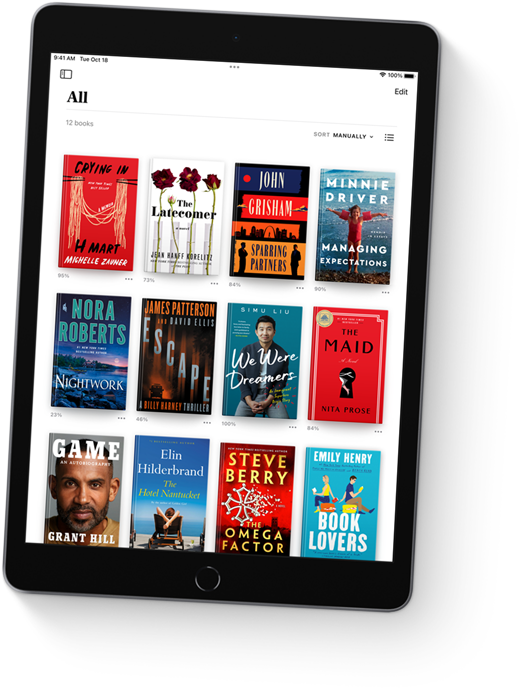 9:41 AM Tue Oct 18
100%
Edit
All
12 books
SORT MANUALLY
CRYING IN
H MART
A MEMOIR
MICHELLE ZAUNER
The
Latecomer
a novel
JEAN HANFF KORELITZ
JOHN
GRISHAM
SPARRING
PARTNERS
MINNIE
DRIVER
MANAGING
EXPECTATIONS
95%
73%
84%
99%
NORA
ROBERTS
NIGHTWORK
JAMES PATTERSON
AND DAVID ELLIS
ESCAPE
A BILLY HARNEY THRILLER
SIMU LIU
We Were
Dreamers
THE
MAID
A Novel
NITA PROSE
23%
46%
100%
84%
GAME
AN AUTOBIOGRAPHY
GRANT HILL
Elin
Hilderbrand
The
Hotel Nantucket
STEVE
BERRY
THE
OMEGA
FACTOR
EMILY HENRY
BOOK
LOVERS